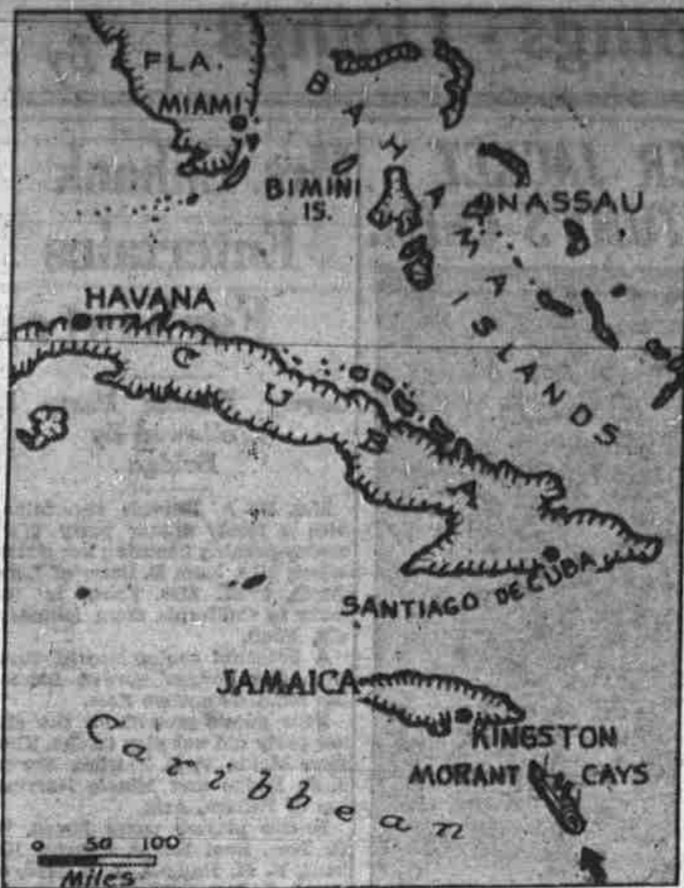 FLA.
MIAMI
BAHAMA
ISLANDS
BIMINI
IS.
NASSAU
HAVANA
CUBA
SANTIAGO DE CUBA
JAMAICA
KINGSTON
MORANT CAYS
Caribbean
0 50 100
Miles